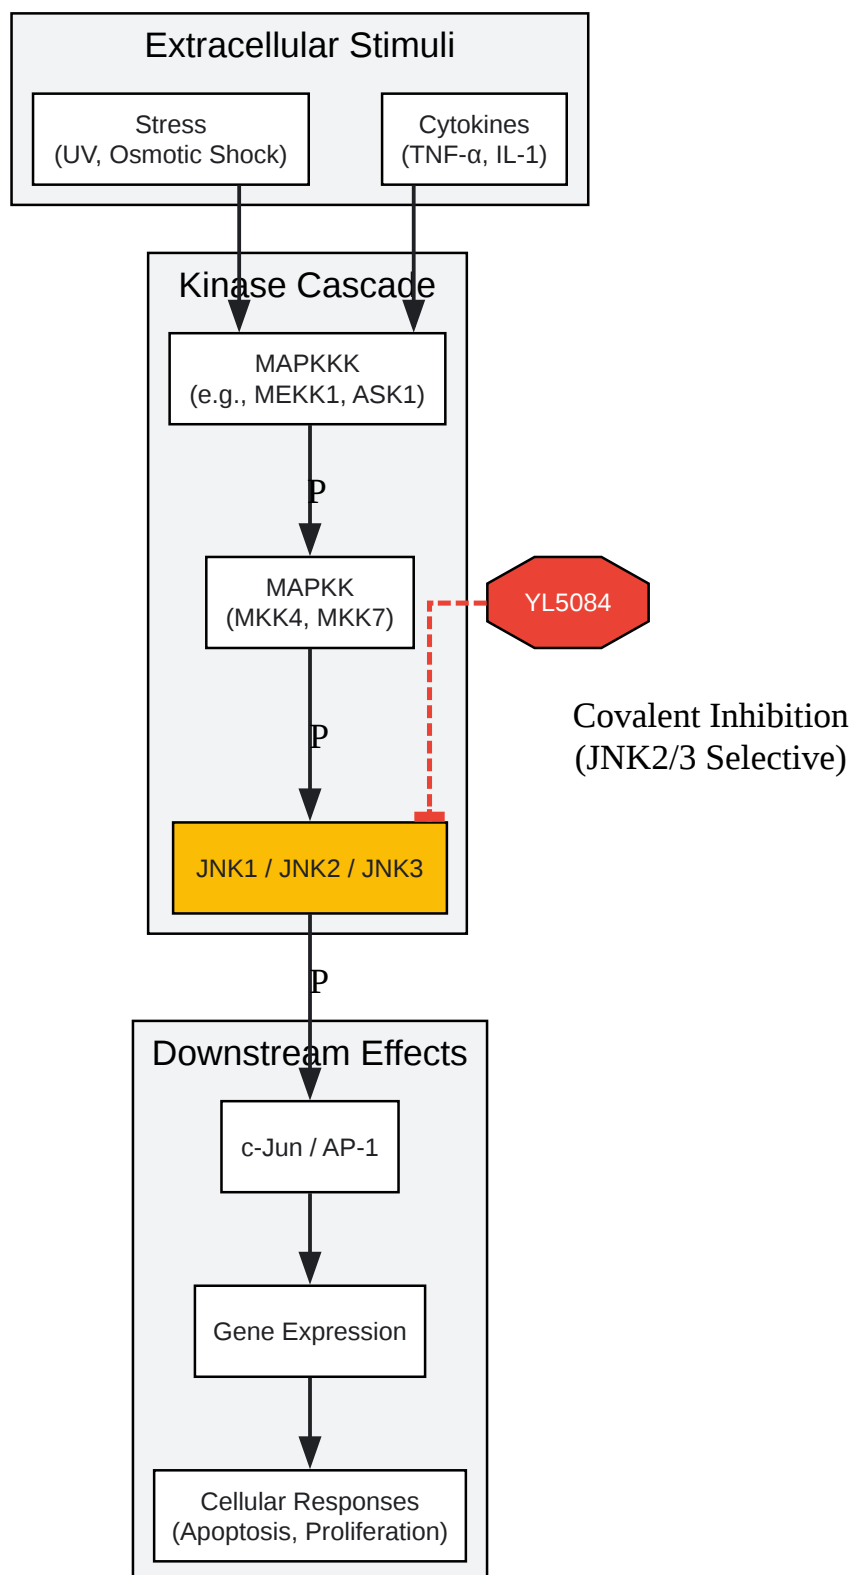 Extracellular Stimuli
Stress
(UV, Osmotic Shock)
Cytokines
(TNF-α, IL-1)
Kinase Cascade
MAPKKK
(e.g., MEKK1, ASK1)
P
MAPKK
(MKK4, MKK7)
YL5084
P
Covalent Inhibition
(JNK2/3 Selective)
JNK1 / JNK2 / JNK3
P
Downstream Effects
c-Jun / AP-1
Gene Expression
Cellular Responses
(Apoptosis, Proliferation)